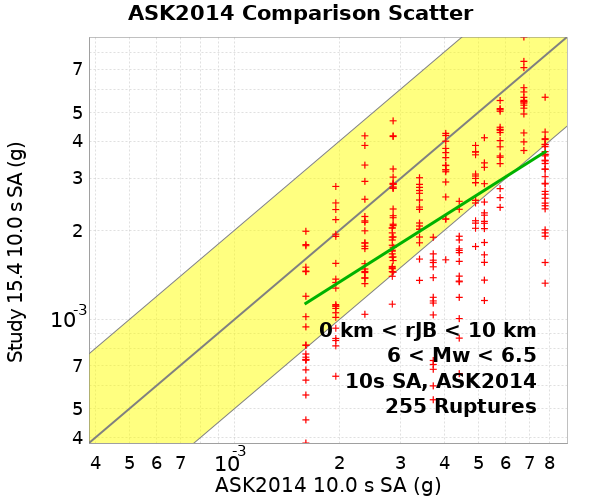 ASK2014 Comparison Scatter
7
5
4
3
2
10-3
7
5
4
Study 15.4 10.0 s SA (g)
0 km < rJB < 10 km
6 < Mw < 6.5
10s SA, ASK2014
255 Ruptures
4 5 6 7 10-3 2 3 4 5 6 7 8
ASK2014 10.0 s SA (g)